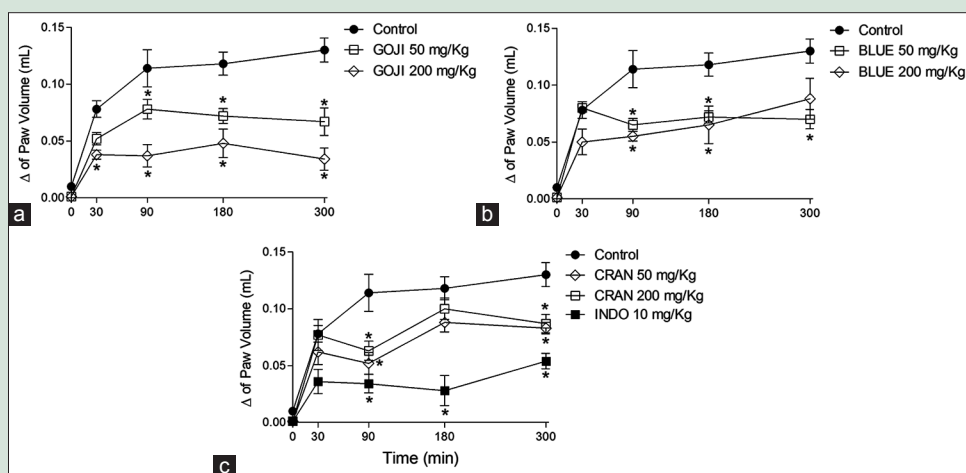 Control
GOJI 50 mg/Kg
GOJI 200 mg/Kg
Δ of Paw Volume (mL)
0.15
0.10
0.05
0.00
* * *
* * * *
0 30 90 180 300
a
Control
BLUE 50 mg/Kg
BLUE 200 mg/Kg
Δ of Paw Volume (mL)
0.15
0.10
0.05
0.00
* *
* * *
0 30 90 180 300
b
Control
CRAN 50 mg/Kg
CRAN 200 mg/Kg
INDO 10 mg/Kg
Δ of Paw Volume (mL)
0.15
0.10
0.05
0.00
* *
* *
* * *
0 30 90 180 300
Time (min)
c